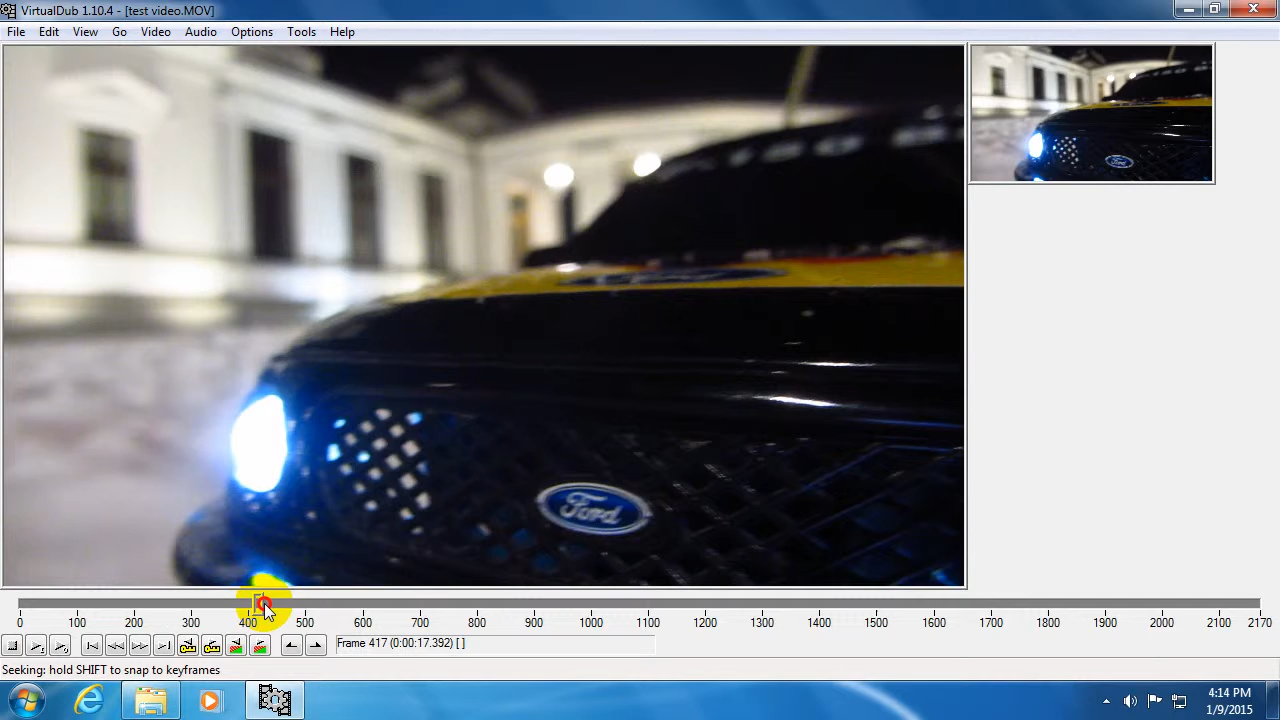 VirtualDub 1.10.4 - [test video.MOV]
File Edit View Go Video Audio Options Tools Help
Ford
Ford
0 100 200 300 400 500 600 700 800 900 1000 1100 1200 1300 1400 1500 1600 1700 1800 1900 2000 2100 2170
Frame 417 (0:00:17.392) [ ]
Seeking: hold SHIFT to snap to keyframes
4:14 PM
1/9/2015